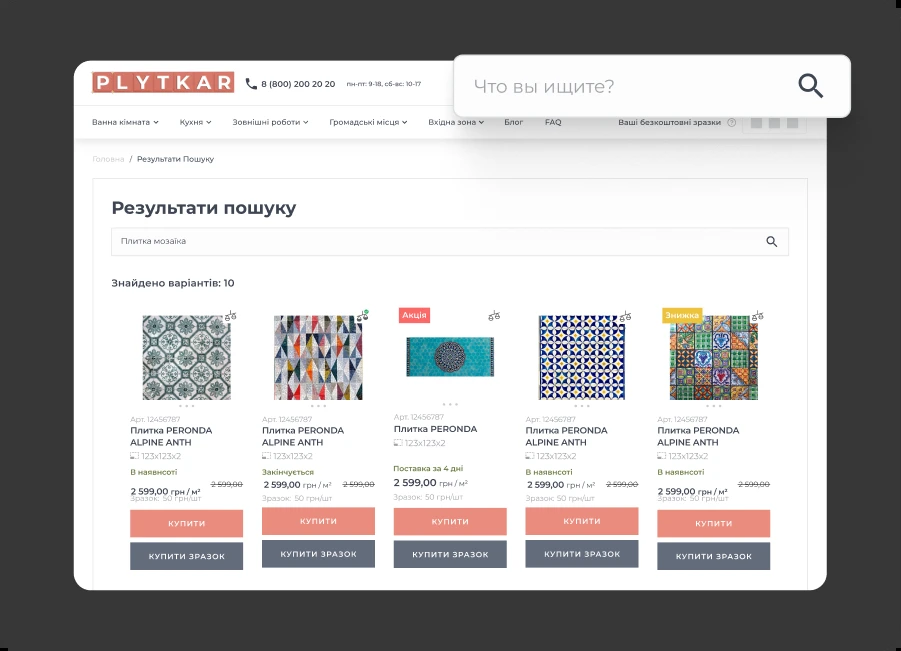 PLYTKAR
8 (800) 200 20 20
пн-пт: 9-18, сб-вс: 10-17
Что вы ищите?
Ванна кімната
Кухня
Зовнішні роботи
Громадські місця
Вхідна зона
Блог
FAQ
Ваші безкоштовні зразки
?
Головна / Результати Пошуку
Результати пошуку
Плитка мозаїка
Знайдено варіантів: 10
Арт. 12456787
Плитка PERONDA
ALPINE ANTH
123x123x2
В наявнсоті
2 599,00 грн / м²
2 599,00
Зразок: 50 грн/шт
КУПИТИ
КУПИТИ ЗРАЗОК
Арт. 12456787
Плитка PERONDA
ALPINE ANTH
123x123x2
Закінчується
2 599,00 грн / м²
2 599,00
Зразок: 50 грн/шт
КУПИТИ
КУПИТИ ЗРАЗОК
Акція
Арт. 12456787
Плитка PERONDA
123x123x2
Поставка за 4 дні
2 599,00 грн / м²
Зразок: 50 грн/шт
КУПИТИ
КУПИТИ ЗРАЗОК
Арт. 12456787
Плитка PERONDA
ALPINE ANTH
123x123x2
В наявності
2 599,00 грн / м²
2 599,00
Зразок: 50 грн/шт
КУПИТИ
КУПИТИ ЗРАЗОК
Знижка
Арт. 12456787
Плитка PERONDA
ALPINE ANTH
123x123x2
В наявності
2 599,00 грн / м²
2 599,00
Зразок: 50 грн/шт
КУПИТИ
КУПИТИ ЗРАЗОК